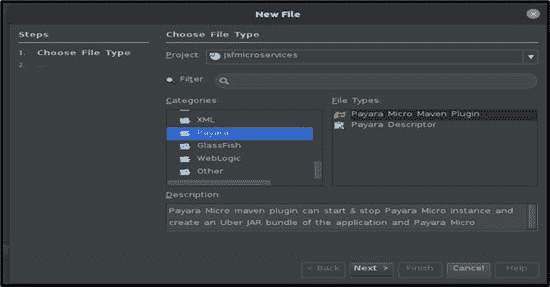 New File
Steps
1. Choose File Type
2. ...
Choose File Type
Project: jsfmicroservices
Filter:
Categories:
XML
Payara
GlassFish
WebLogic
Other
File Types:
Payara Micro Maven Plugin
Payara Descriptor
Description:
Payara Micro maven plugin can start & stop Payara Micro instance and
create an Uber JAR bundle of the application and Payara Micro
< Back Next > Finish Cancel Help